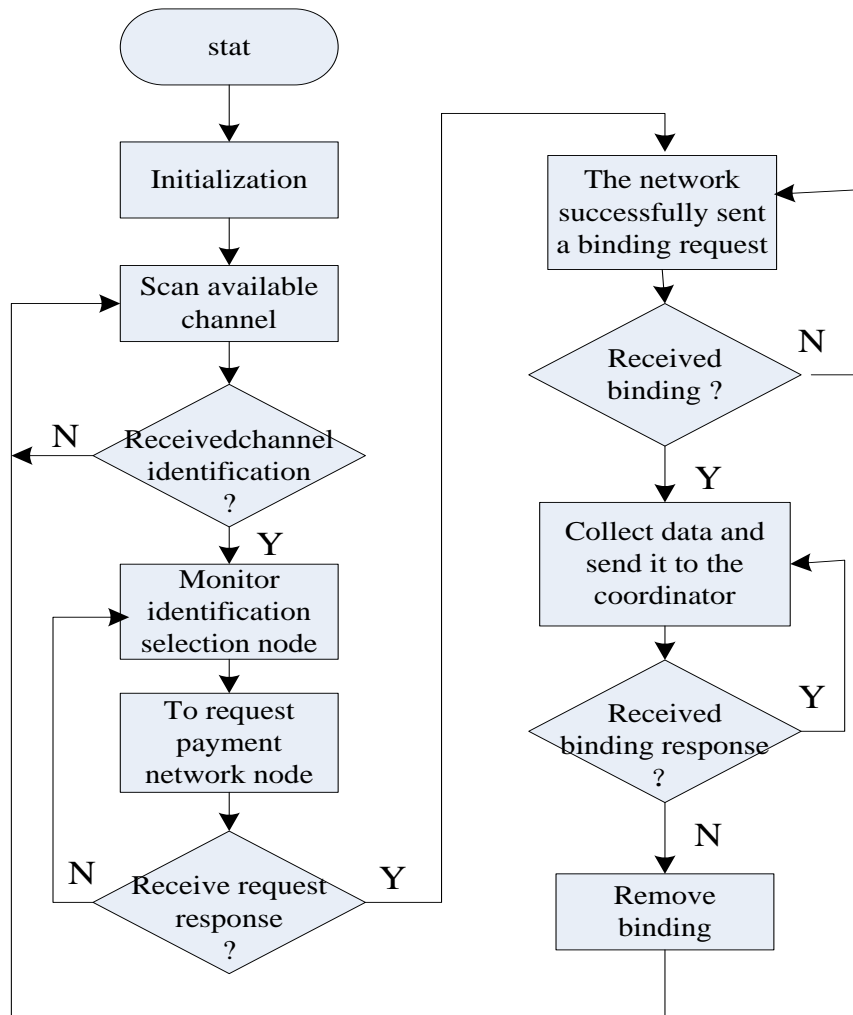 stat
Initialization
Scan available
channel
N
Receivedchannel
identification
?
Y
Monitor
identification
selection node
To request
payment
network node
N
Receive request
response
?
Y
The network
successfully sent
a binding request
Received
binding ?
N
Y
Collect data and
send it to the
coordinator
Received
binding response
?
Y
N
Remove
binding